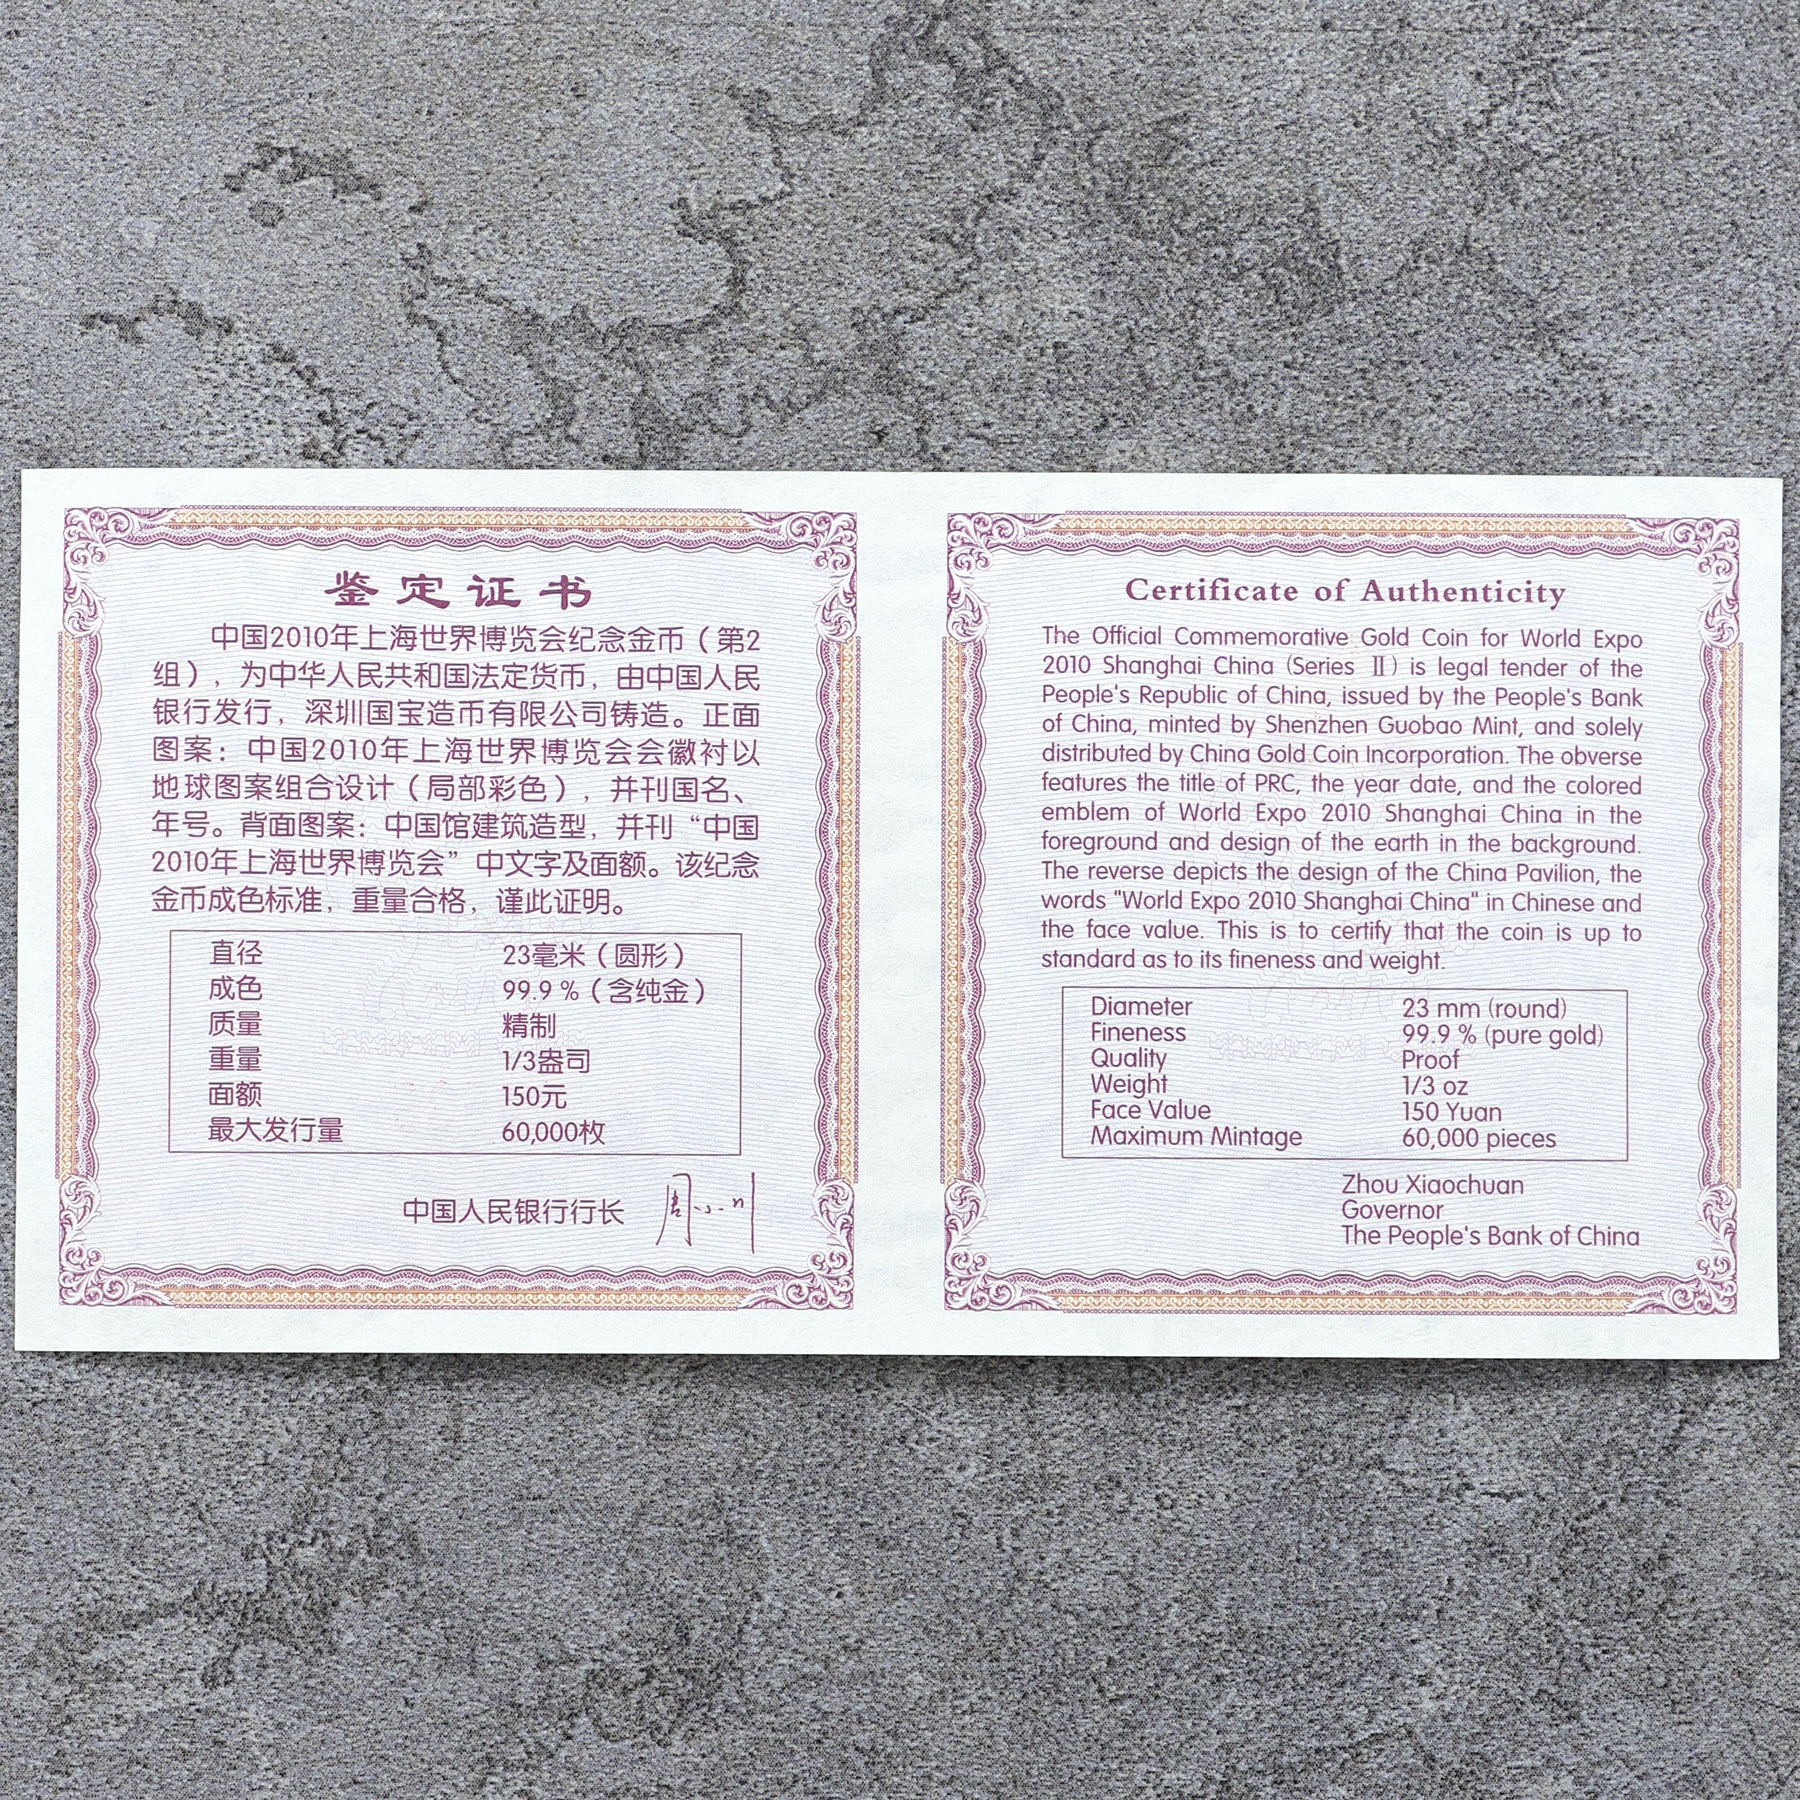 鉴定证书
中国2010年上海世界博览会纪念金币（第2
组），为中华人民共和国法定货币，由中国人民
银行发行，深圳国宝造币有限公司铸造。正面
图案：中国2010年上海世界博览会会徽衬以
地球图案组合设计（局部彩色），并刊国名、
年号。背面图案：中国馆建筑造型，并刊“中国
2010年上海世界博览会”中文字及面额。该纪念
金币成色标准，重量合格，谨此证明。
直径 23毫米（圆形）
成色 99.9％（含纯金）
质量 精制
重量 1/3盎司
面额 150元
最大发行量 60,000枚
中国人民银行行长 周小川
Certificate of Authenticity
The Official Commemorative Gold Coin for World Expo
2010 Shanghai China (Series Ⅱ) is legal tender of the
People's Republic of China, issued by the People's Bank
of China, minted by Shenzhen Guobao Mint, and solely
distributed by China Gold Coin Incorporation. The obverse
features the title of PRC, the year date, and the colored
emblem of World Expo 2010 Shanghai China in the
foreground and design of the earth in the background.
The reverse depicts the design of the China Pavilion, the
words "World Expo 2010 Shanghai China" in Chinese and
the face value. This is to certify that the coin is up to
standard as to its fineness and weight.
Diameter 23 mm (round)
Fineness 99.9 % (pure gold)
Quality Proof
Weight 1/3 oz
Face Value 150 Yuan
Maximum Mintage 60,000 pieces
Zhou Xiaochuan
Governor
The People's Bank of China